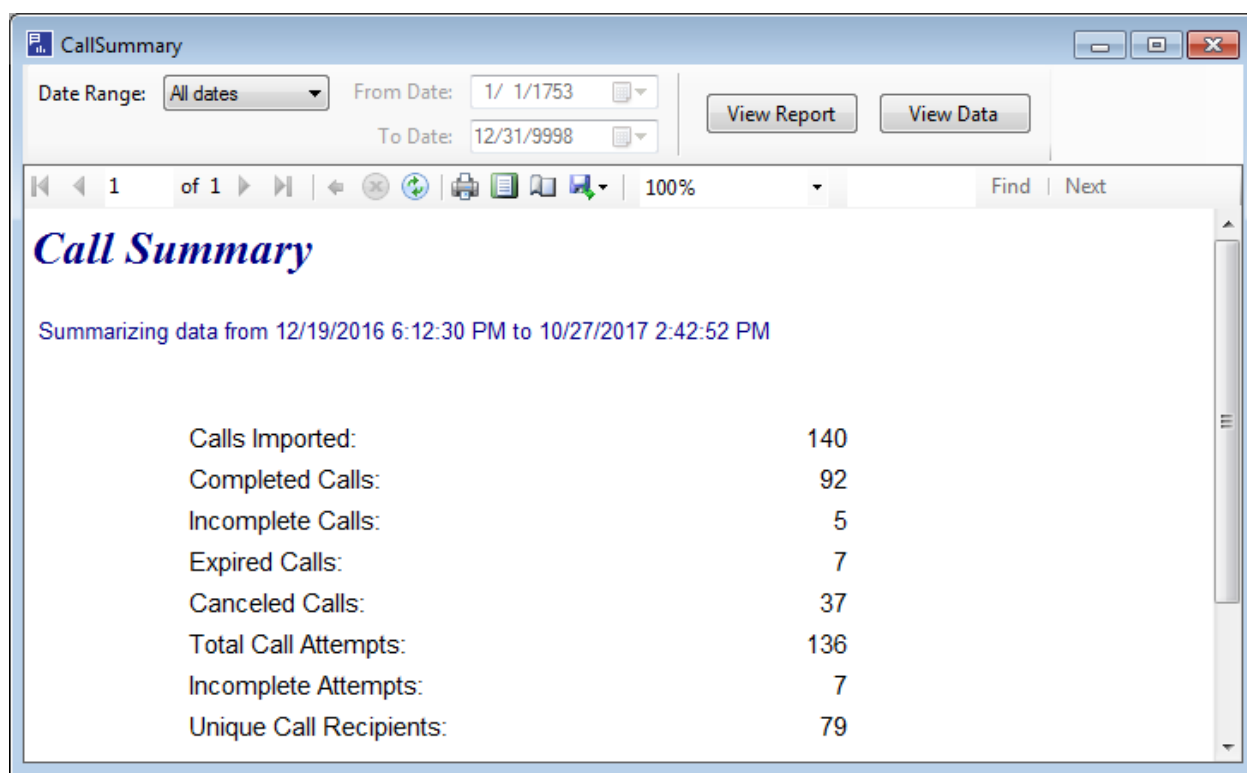 CallSummary
Date Range: All dates From Date: 1/ 1/1753 View Report View Data
To Date: 12/31/9998
1 of 1 100% Find | Next
Call Summary
Summarizing data from 12/19/2016 6:12:30 PM to 10/27/2017 2:42:52 PM
Calls Imported: 140
Completed Calls: 92
Incomplete Calls: 5
Expired Calls: 7
Canceled Calls: 37
Total Call Attempts: 136
Incomplete Attempts: 7
Unique Call Recipients: 79